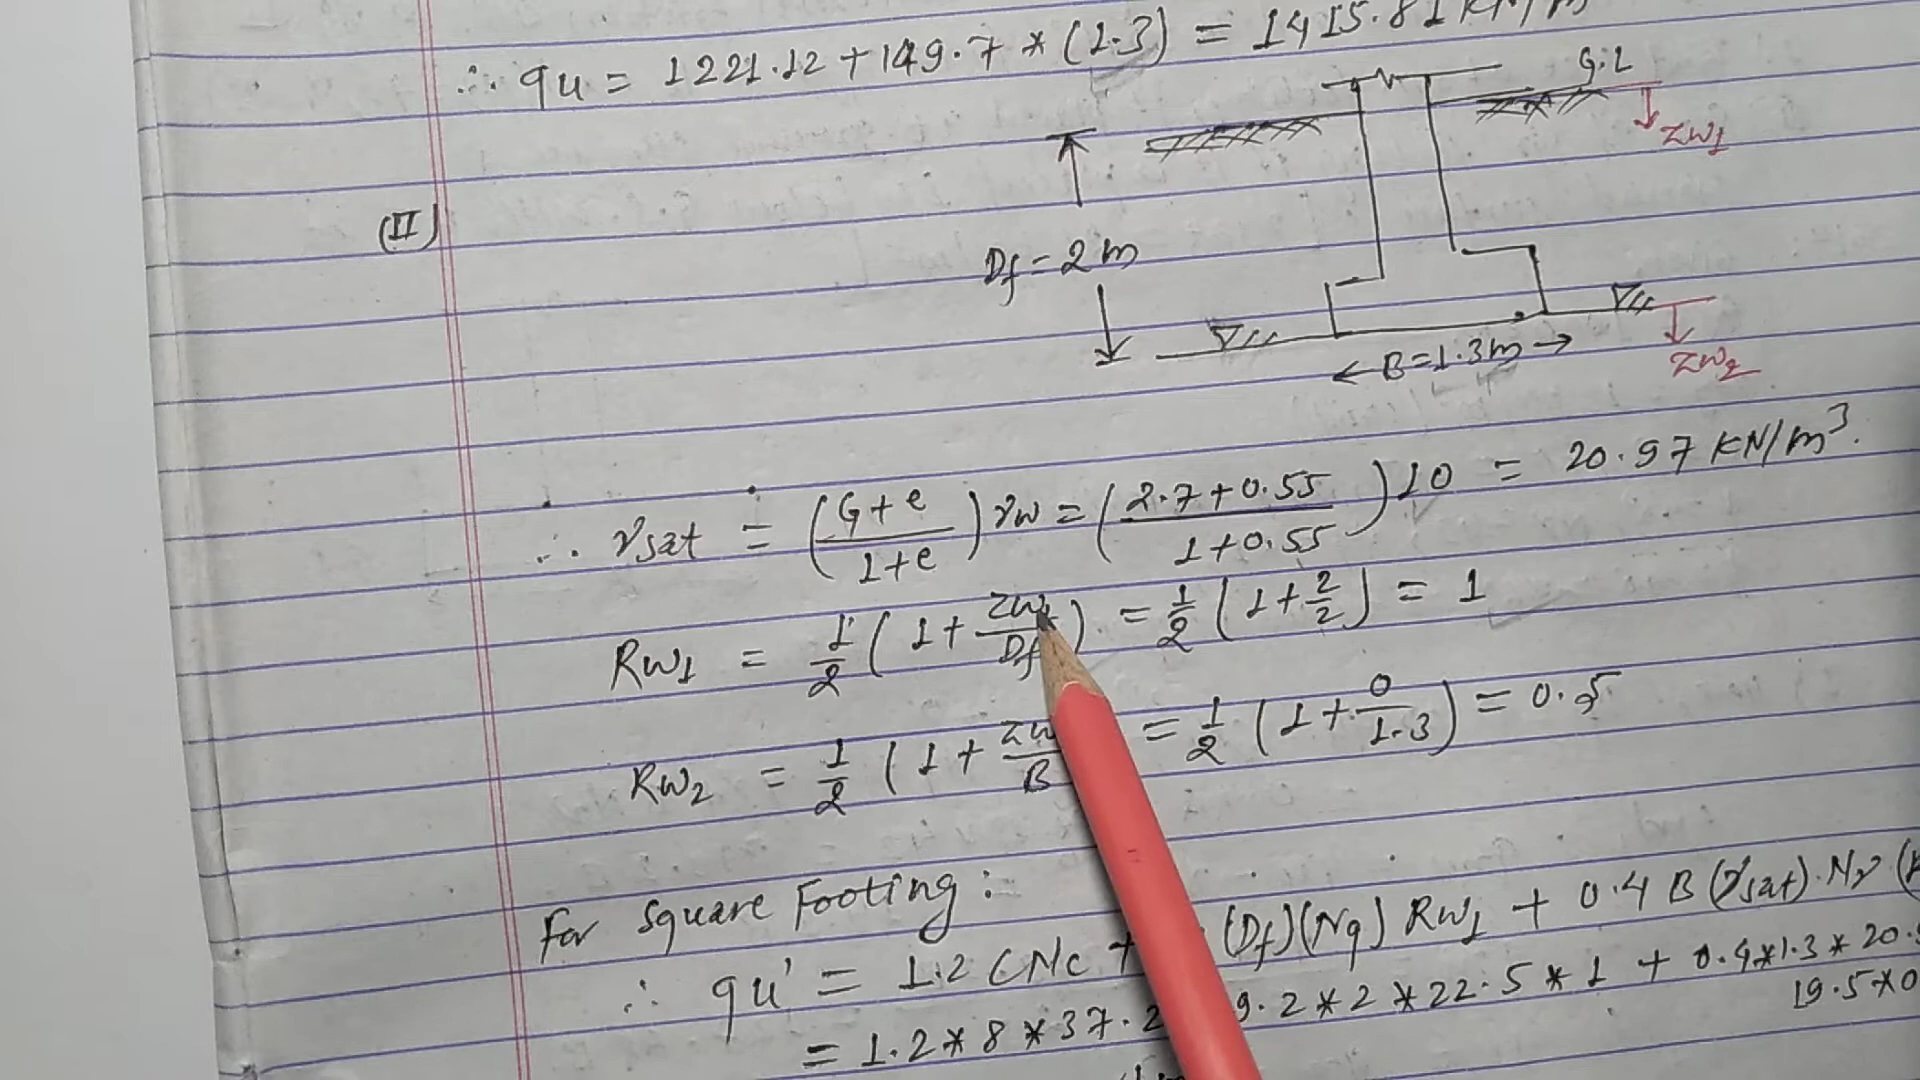 ∴ qu = 1221.12 + 149.7 * (1.3) = 1415.81 KN/m
G.L
Zw1
(II)
Df = 2 m
B = 1.3m
Zw2
∴ γsat = (G+e / 1+e) γw = (2.7+0.55 / 1+0.55) 10 = 20.97 KN/m³.
Rw1 = 1/2 (1 + Zw1/Df) = 1/2 (1 + 2/2) = 1
Rw2 = 1/2 (1 + Zw/B = 1/2 (1 + 0/1.3) = 0.5
For Square Footing :
∴ qu' = 1.2 CNc + (Df)(Nq) Rw1 + 0.4 B (γsat). Nγ (
= 1.2 * 8 * 37.2 9.2 * 2 * 22.5 * 1 + 0.4*1.3* 20.
19.5*0